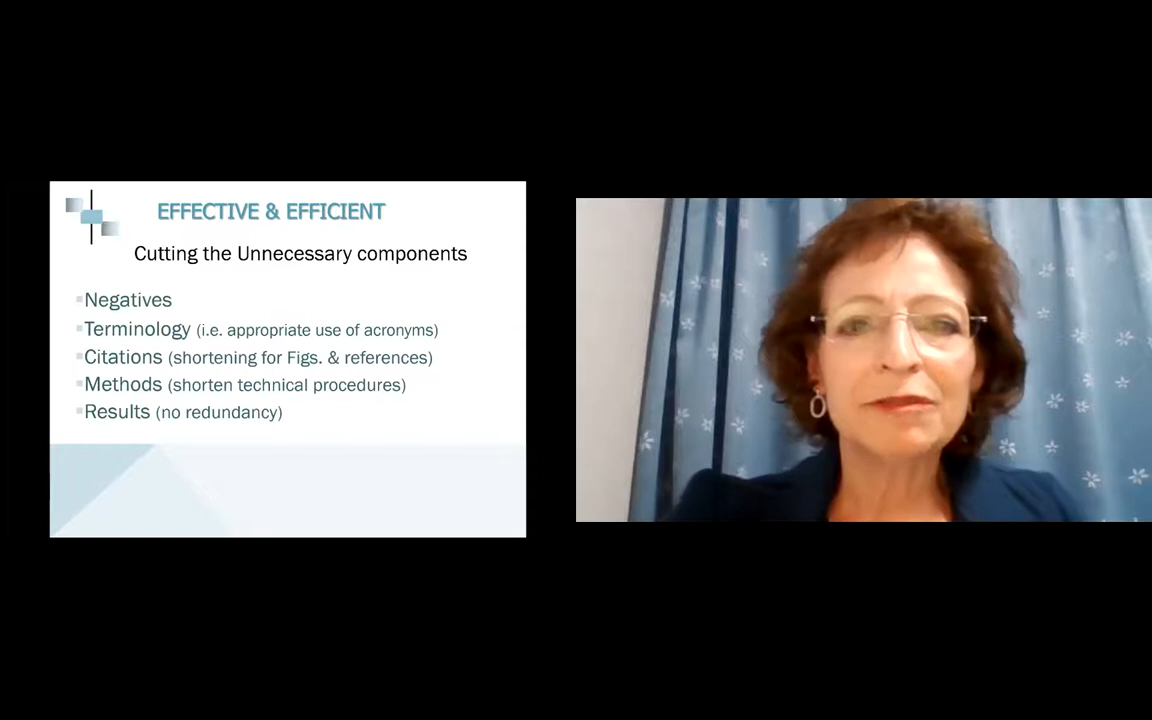 EFFECTIVE & EFFICIENT
Cutting the Unnecessary components
Negatives
Terminology (i.e. appropriate use of acronyms)
Citations (shortening for Figs. & references)
Methods (shorten technical procedures)
Results (no redundancy)